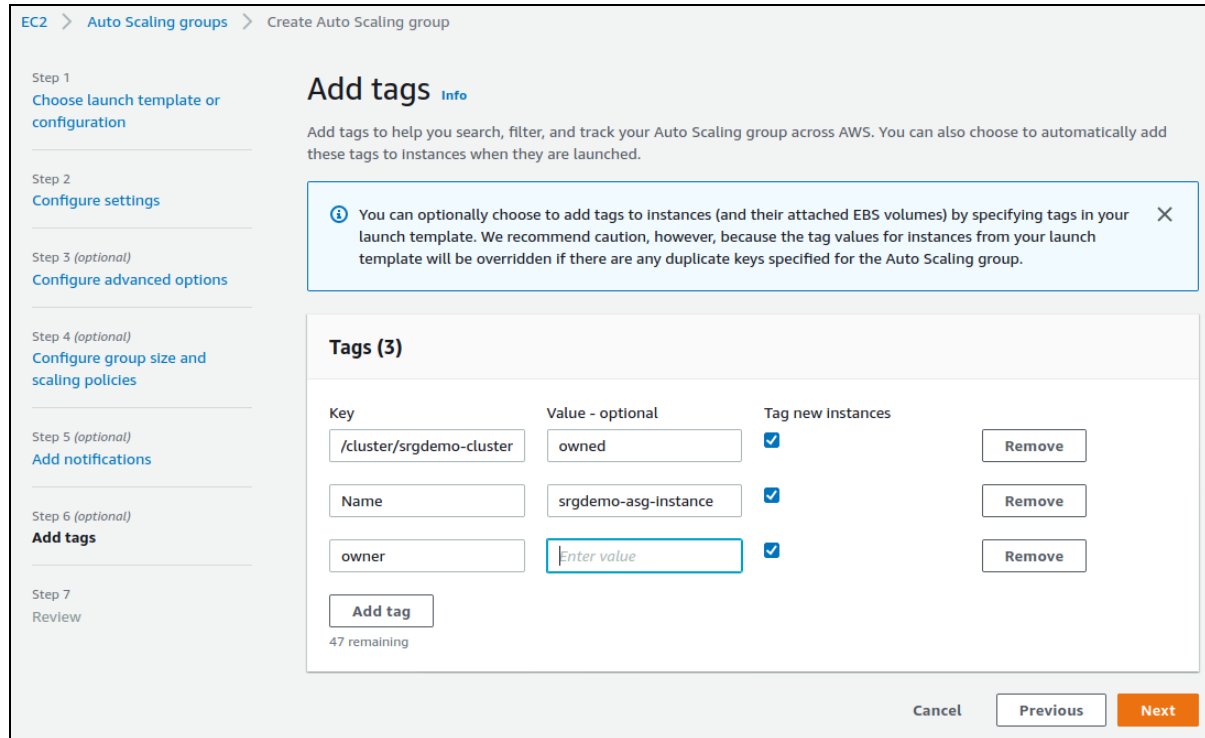 EC2 > Auto Scaling groups > Create Auto Scaling group
Step 1
Choose launch template or
configuration
Step 2
Configure settings
Step 3 (optional)
Configure advanced options
Step 4 (optional)
Configure group size and
scaling policies
Step 5 (optional)
Add notifications
Step 6 (optional)
Add tags
Step 7
Review
Add tags Info
Add tags to help you search, filter, and track your Auto Scaling group across AWS. You can also choose to automatically add
these tags to instances when they are launched.
You can optionally choose to add tags to instances (and their attached EBS volumes) by specifying tags in your
launch template. We recommend caution, however, because the tag values for instances from your launch
template will be overridden if there are any duplicate keys specified for the Auto Scaling group.
Tags (3)
Key Value - optional Tag new instances
/cluster/srgdemo-cluster owned Remove
Name srgdemo-asg-instance Remove
owner Enter value Remove
Add tag
47 remaining
Cancel Previous Next